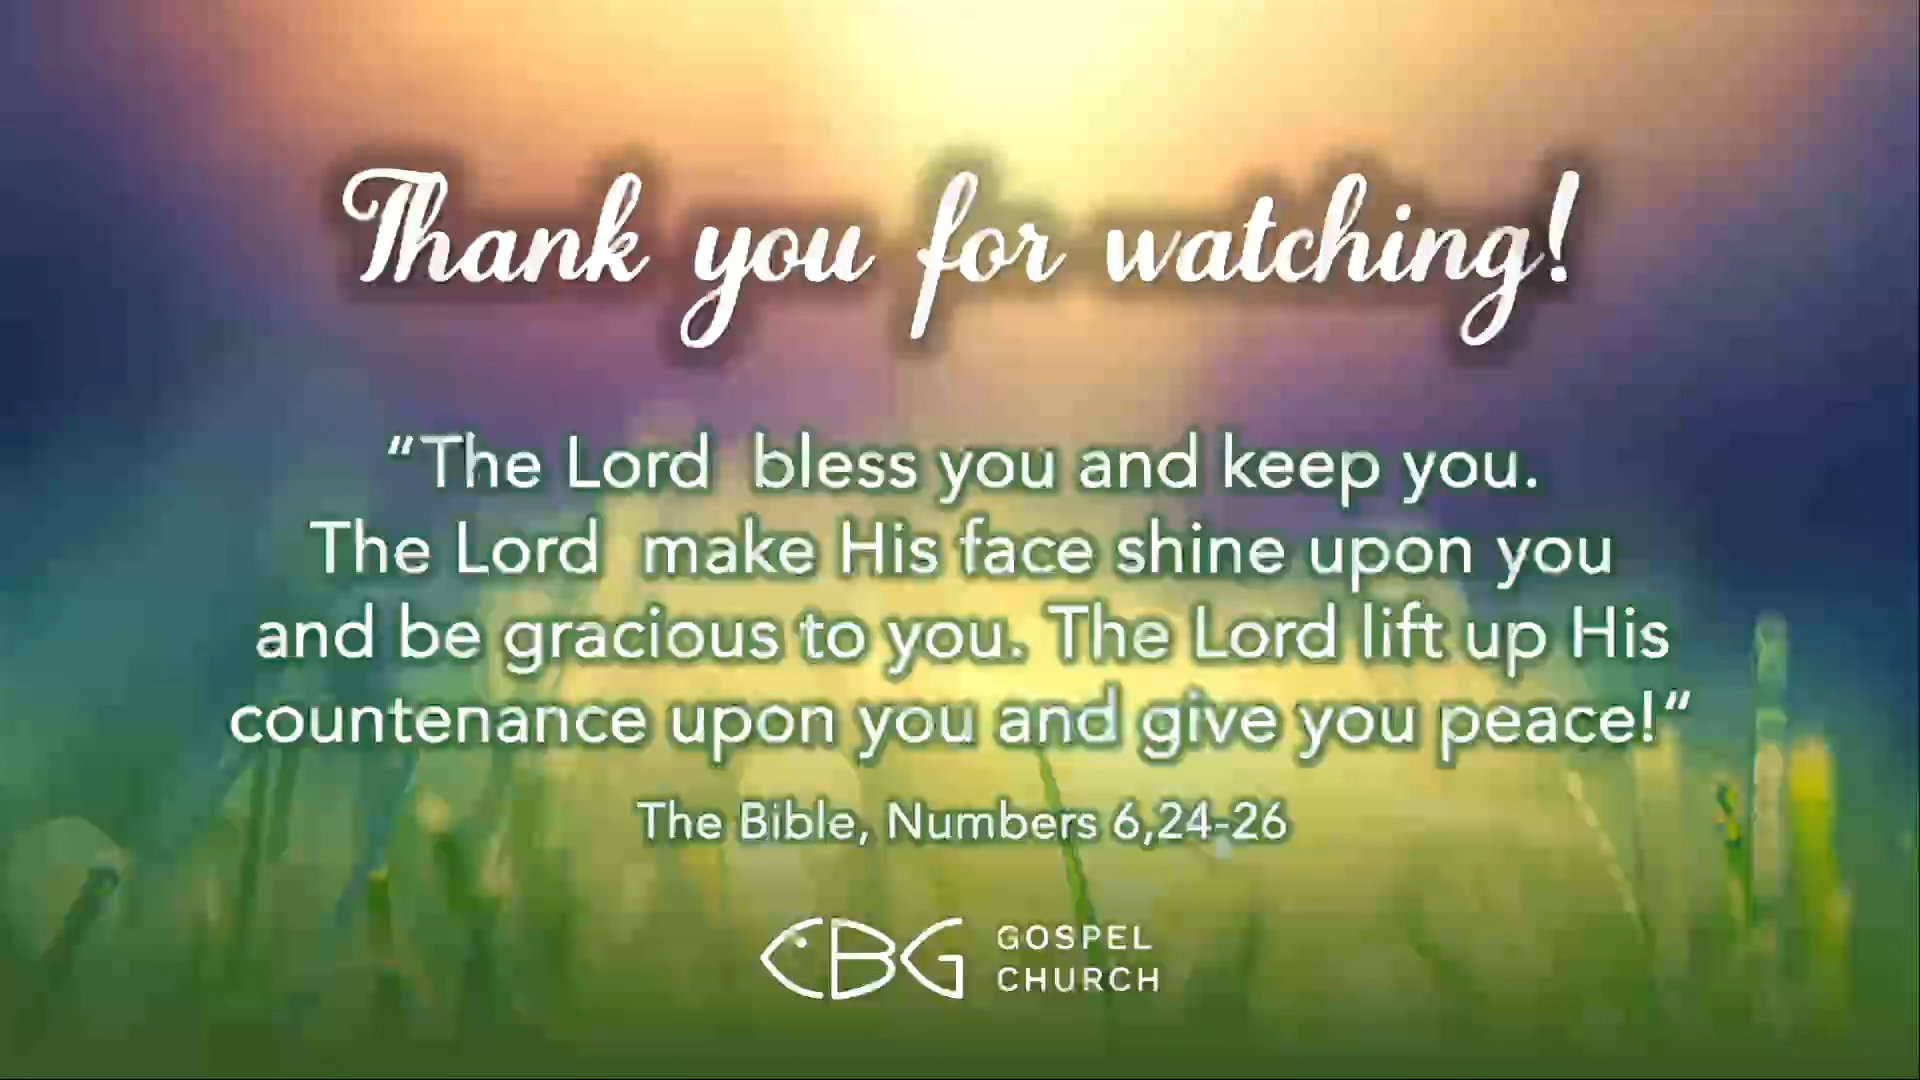 Thank you for watching!
“The Lord  bless you and keep you.
The Lord  make His face shine upon you
and be gracious to you. The Lord lift up His
countenance upon you and give you peace!“
The Bible, Numbers 6,24-26
CBG GOSPEL
CHURCH